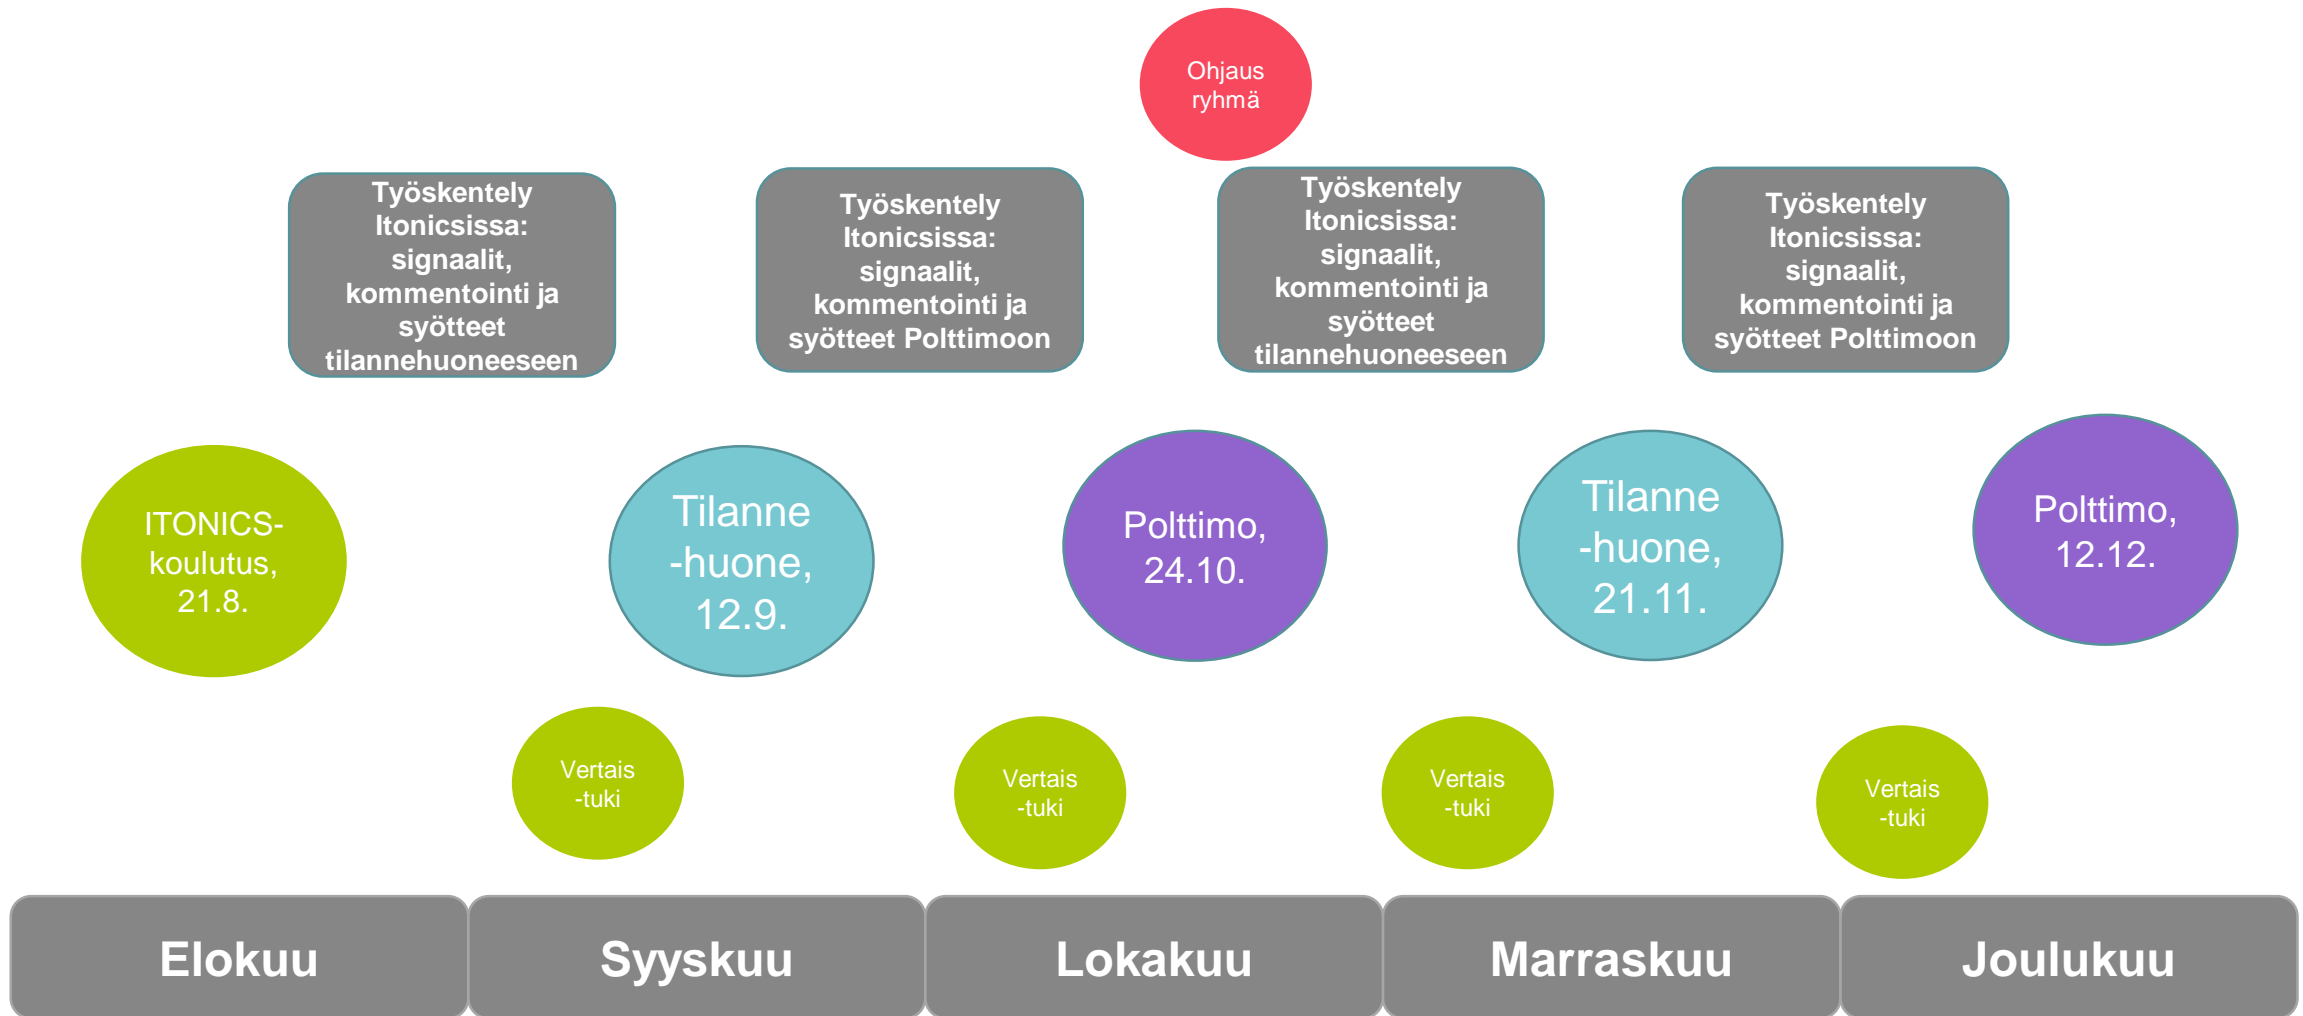 Ohjaus
ryhmä
Työskentely
Itonicsissa:
signaalit,
kommentointi ja
syötteet
tilannehuoneeseen
Työskentely
Itonicsissa:
signaalit,
kommentointi ja
syötteet Polttimoon
Työskentely
Itonicsissa:
signaalit,
kommentointi ja
syötteet
tilannehuoneeseen
Työskentely
Itonicsissa:
signaalit,
kommentointi ja
syötteet Polttimoon
ITONICS-
koulutus,
21.8.
Tilanne
-huone,
12.9.
Polttimo,
24.10.
Tilanne
-huone,
21.11.
Polttimo,
12.12.
Vertais
-tuki
Vertais
-tuki
Vertais
-tuki
Vertais
-tuki
Elokuu
Syyskuu
Lokakuu
Marraskuu
Joulukuu